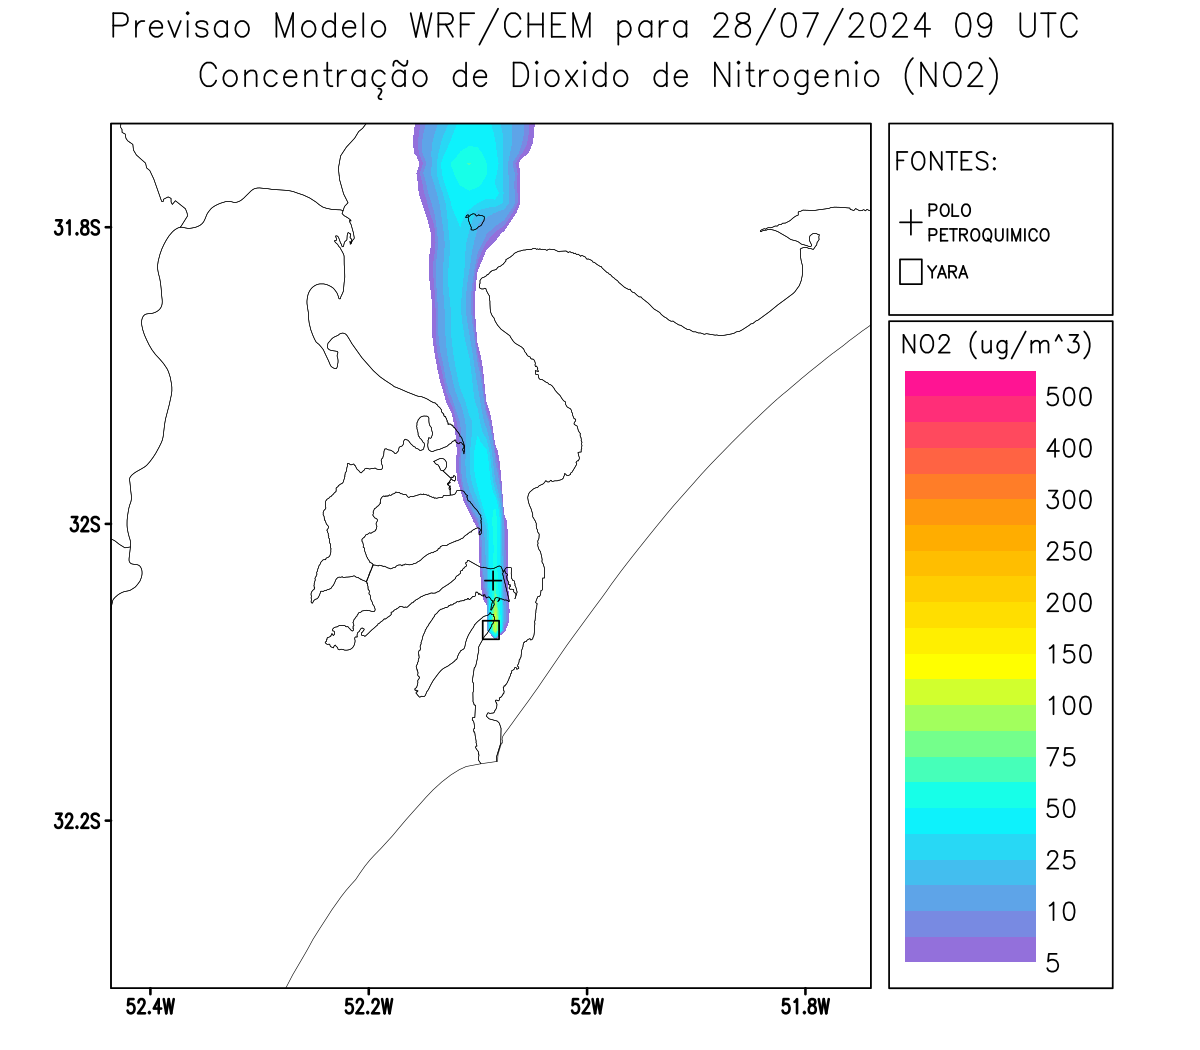 Previsao Modelo WRF/CHEM para 28/07/2024 09 UTC
Concentração de Dioxido de Nitrogenio (NO2)
FONTES:
POLO
PETROQUIMICO
YARA
31.8S
32S
32.2S
52.4W
52.2W
52W
51.8W
NO2 (ug/m^3)
500
400
300
250
200
150
100
75
50
25
10
5